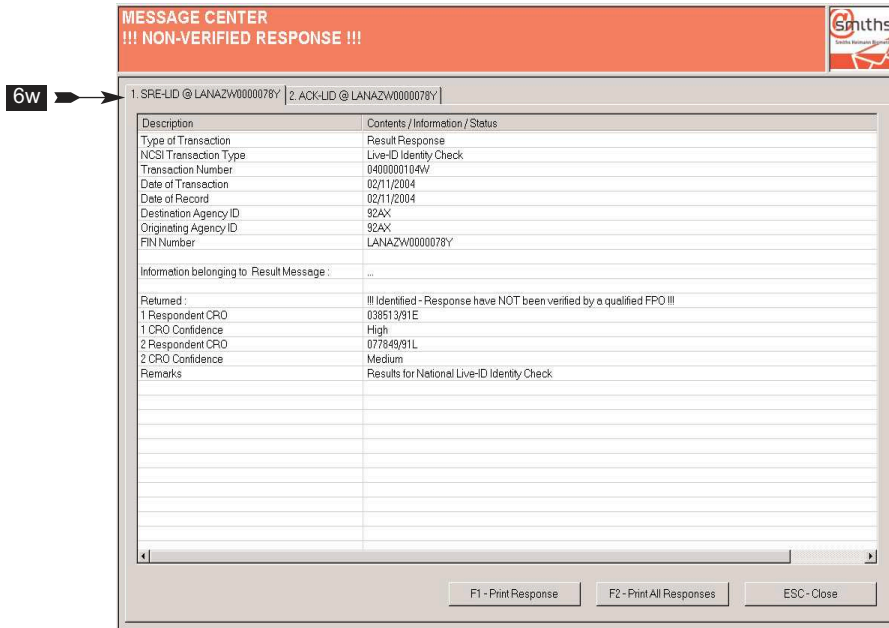 MESSAGE CENTER
!!! NON-VERIFIED RESPONSE !!!
Smiths
Smiths Heimann
6w
1. SRE-LID @ LANAZW0000078Y 2. ACK-LID @ LANAZW0000078Y
Description Contents / Information / Status
Type of Transaction Result Response
NCSI Transaction Type Live-ID Identity Check
Transaction Number 0400000104W
Date of Transaction 02/11/2004
Date of Record 02/11/2004
Destination Agency ID 92AX
Originating Agency ID 92AX
FIN Number LANAZW0000078Y
Information belonging to Result Message : ...
Returned : !!! Identified - Response have NOT been verified by a qualified FPO !!!
1 Respondent CRO 038513/91E
1 CRO Confidence High
2 Respondent CRO 077849/91L
2 CRO Confidence Medium
Remarks Results for National Live-ID Identity Check
F1 - Print Response F2 - Print All Responses ESC - Close